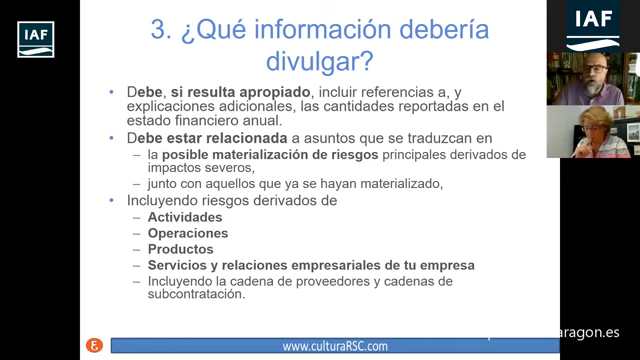 IAF
IAF
3. ¿Qué información debería
divulgar?
• Debe, si resulta apropiado, incluir referencias a, y
explicaciones adicionales, las cantidades reportadas en el
estado financiero anual.
• Debe estar relacionada a asuntos que se traduzcan en
– la posible materialización de riesgos principales derivados de
impactos severos,
– junto con aquellos que ya se hayan materializado,
• Incluyendo riesgos derivados de
– Actividades
– Operaciones
– Productos
– Servicios y relaciones empresariales de tu empresa
– Incluyendo la cadena de proveedores y cadenas de
subcontratación.
www.culturaRSC.com
aragon.es